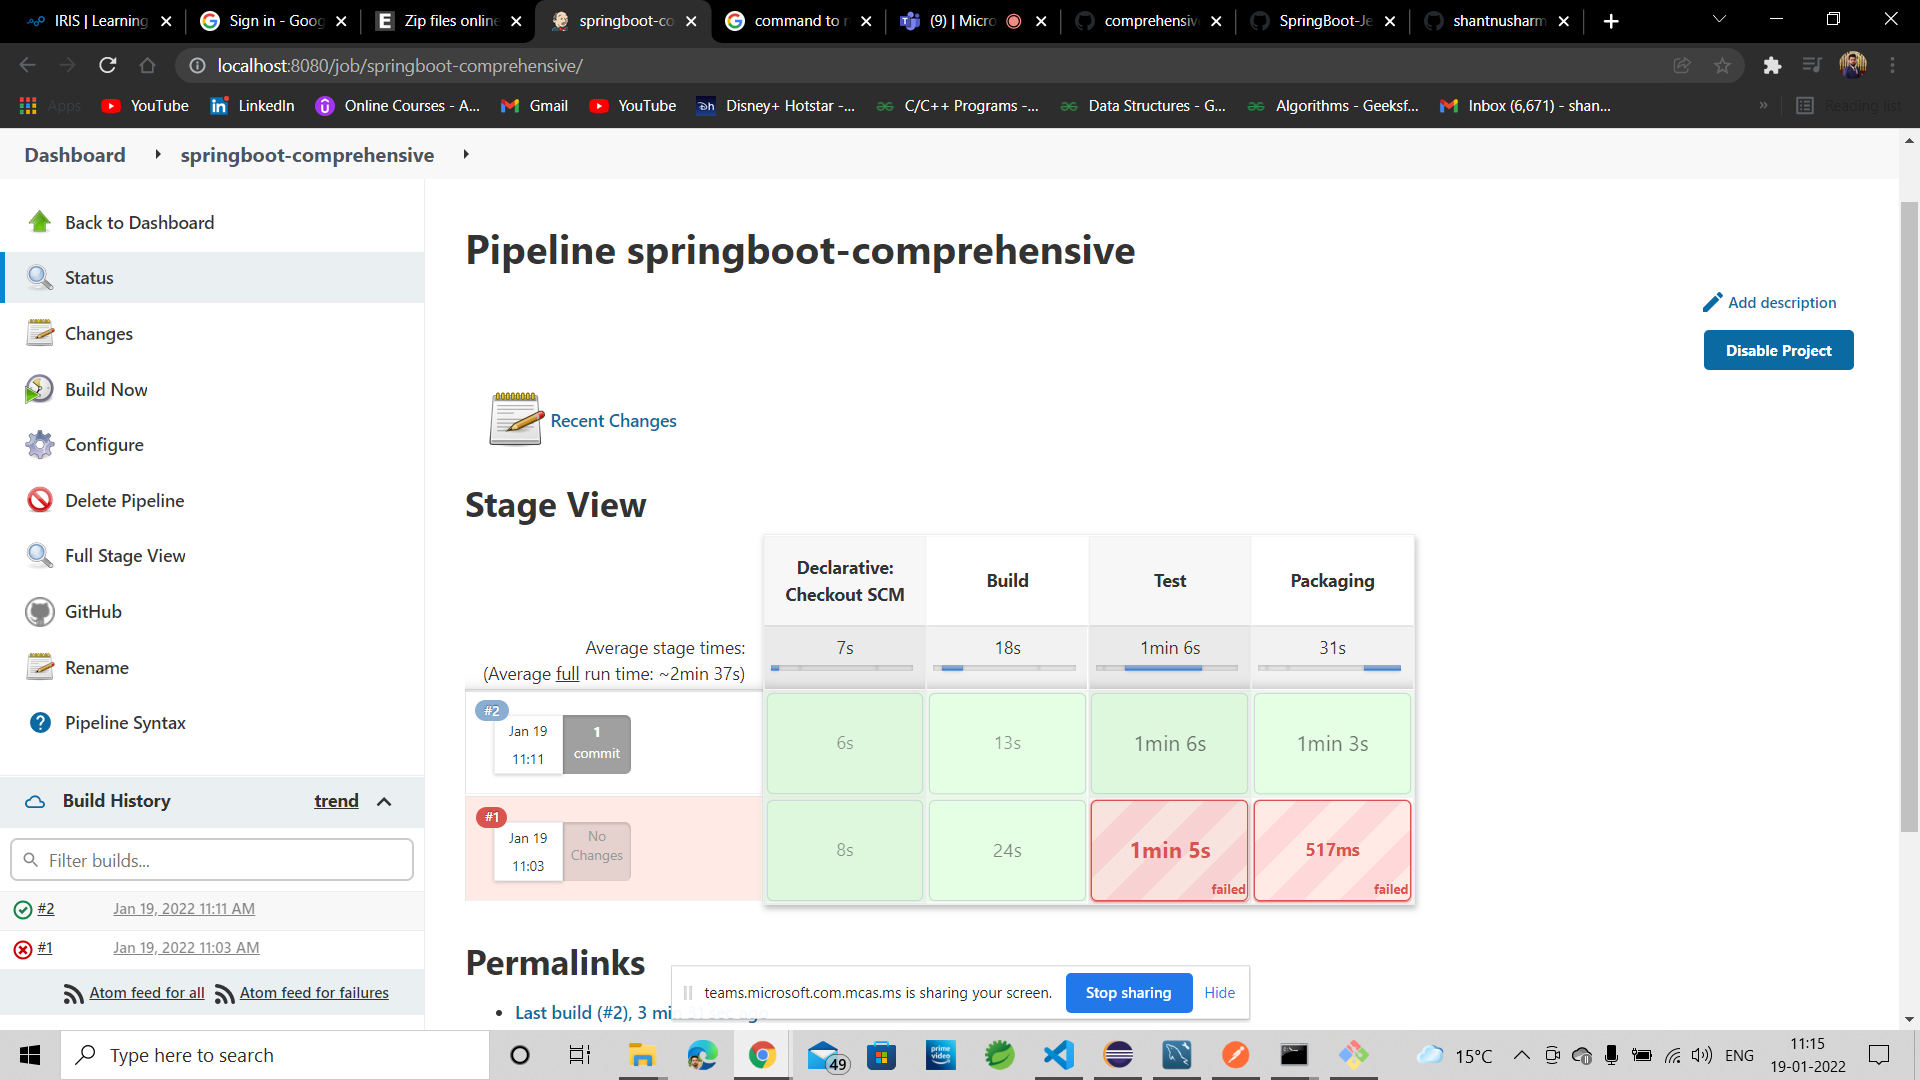 IRIS | Learning
Sign in - Goog
Zip files online
springboot-co
command to r
(9) | Micro
comprehensiv
SpringBoot-Je
shantnusharm
localhost:8080/job/springboot-comprehensive/
Apps
YouTube
LinkedIn
Online Courses - A...
Gmail
YouTube
Disney+ Hotstar -...
C/C++ Programs -...
Data Structures - G...
Algorithms - Geeksf...
Inbox (6,671) - shan...
»
Reading list
Dashboard
springboot-comprehensive
Back to Dashboard
Status
Changes
Build Now
Configure
Delete Pipeline
Full Stage View
GitHub
Rename
Pipeline Syntax
Build History
trend
Filter builds...
#2
Jan 19, 2022 11:11 AM
#1
Jan 19, 2022 11:03 AM
Atom feed for all
Atom feed for failures
Pipeline springboot-comprehensive
Add description
Disable Project
Recent Changes
Stage View
Declarative:
Checkout SCM
Build
Test
Packaging
Average stage times:
(Average full run time: ~2min 37s)
7s
18s
1min 6s
31s
#2
Jan 19
11:11
1
commit
6s
13s
1min 6s
1min 3s
#1
Jan 19
11:03
No
Changes
8s
24s
1min 5s
failed
517ms
failed
Permalinks
teams.microsoft.com.mcas.ms is sharing your screen.
Stop sharing
Hide
Last build (#2), 3 min 31 sec ago
Type here to search
prime
video
49
15°C
ENG
11:15
19-01-2022